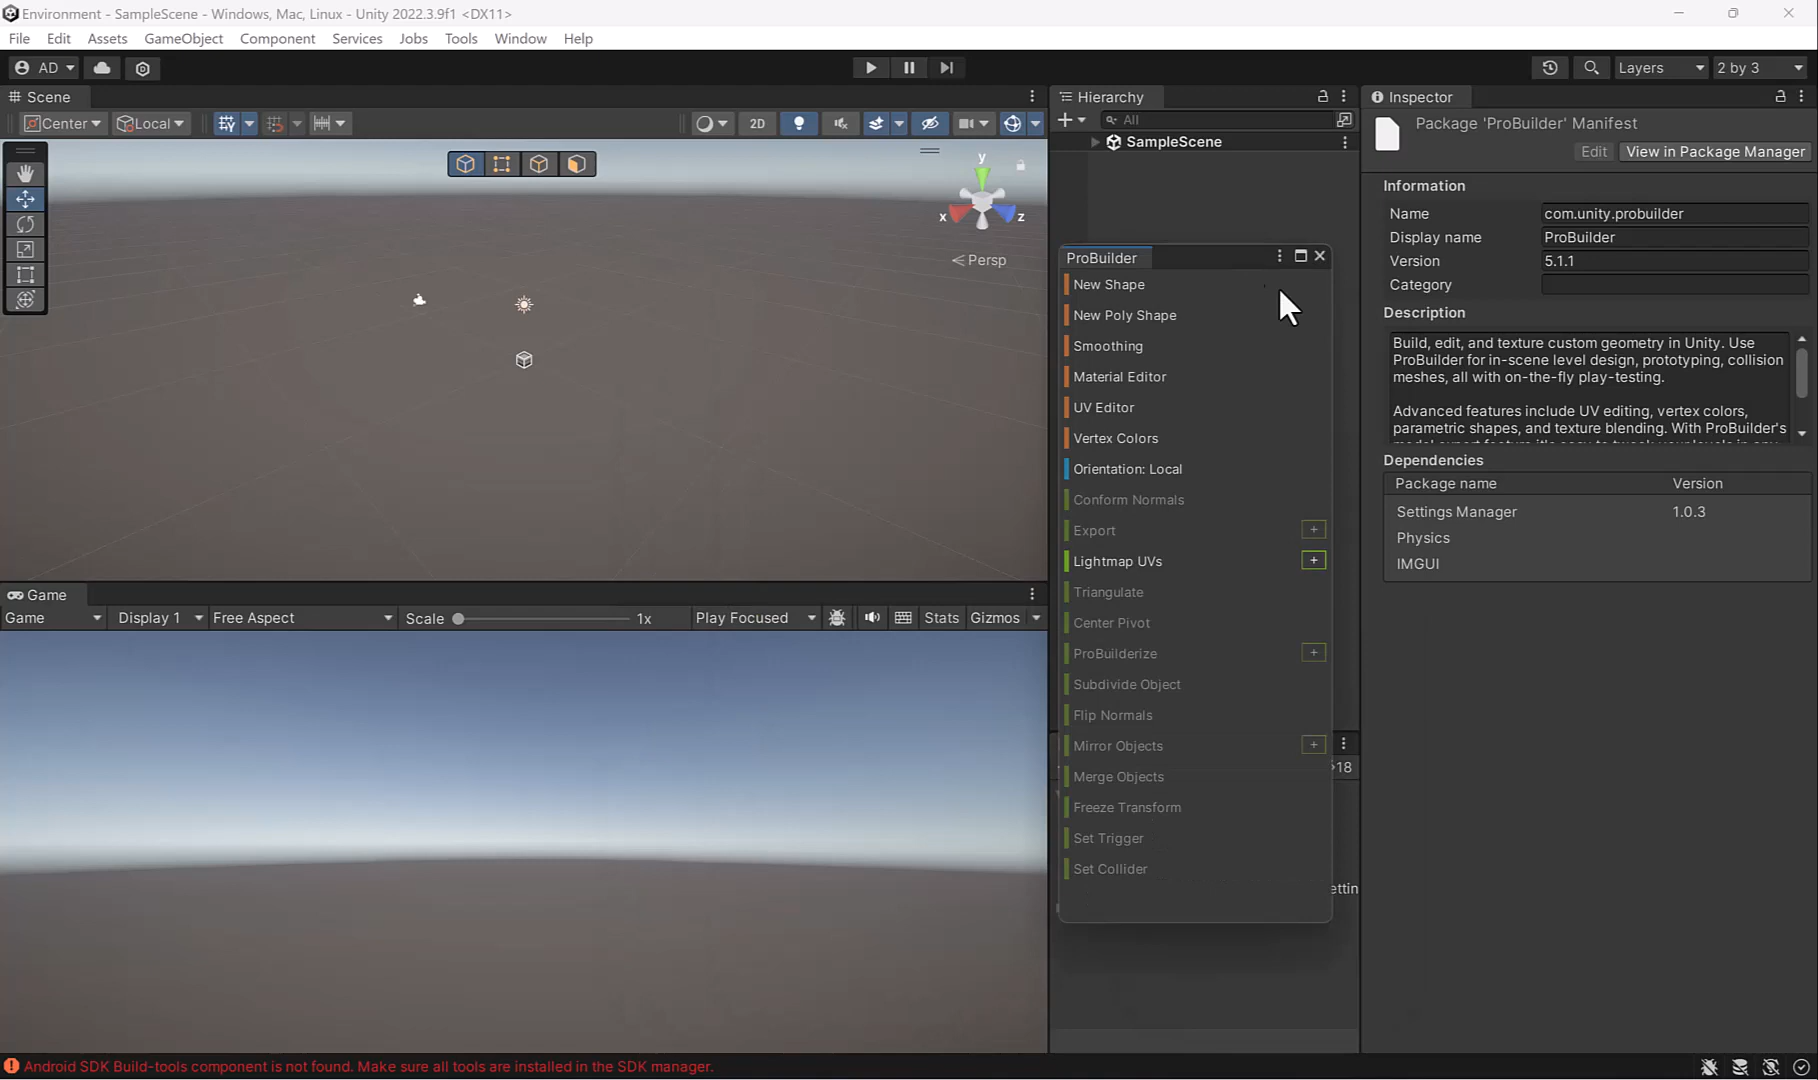 Environment - SampleScene - Windows, Mac, Linux - Unity 2022.3.9f1 <DX11>
File Edit Assets GameObject Component Services Jobs Tools Window Help
AD Layers 2 by 3
Scene
Center Local 2D
y
x z
Persp
Game
Game Display 1 Free Aspect Scale 1x Play Focused Stats Gizmos
Hierarchy
All
SampleScene
ProBuilder
New Shape
New Poly Shape
Smoothing
Material Editor
UV Editor
Vertex Colors
Orientation: Local
Conform Normals
Export +
Lightmap UVs +
Triangulate
Center Pivot
ProBuilderize +
Subdivide Object
Flip Normals
Mirror Objects +
Merge Objects
Freeze Transform
Set Trigger
Set Collider
18
ettin
Inspector
Package 'ProBuilder' Manifest
Edit View in Package Manager
Information
Name com.unity.probuilder
Display name ProBuilder
Version 5.1.1
Category
Description
Build, edit, and texture custom geometry in Unity. Use
ProBuilder for in-scene level design, prototyping, collision
meshes, all with on-the-fly play-testing.
Advanced features include UV editing, vertex colors,
parametric shapes, and texture blending. With ProBuilder's
Dependencies
Package name Version
Settings Manager 1.0.3
Physics
IMGUI
Android SDK Build-tools component is not found. Make sure all tools are installed in the SDK manager.